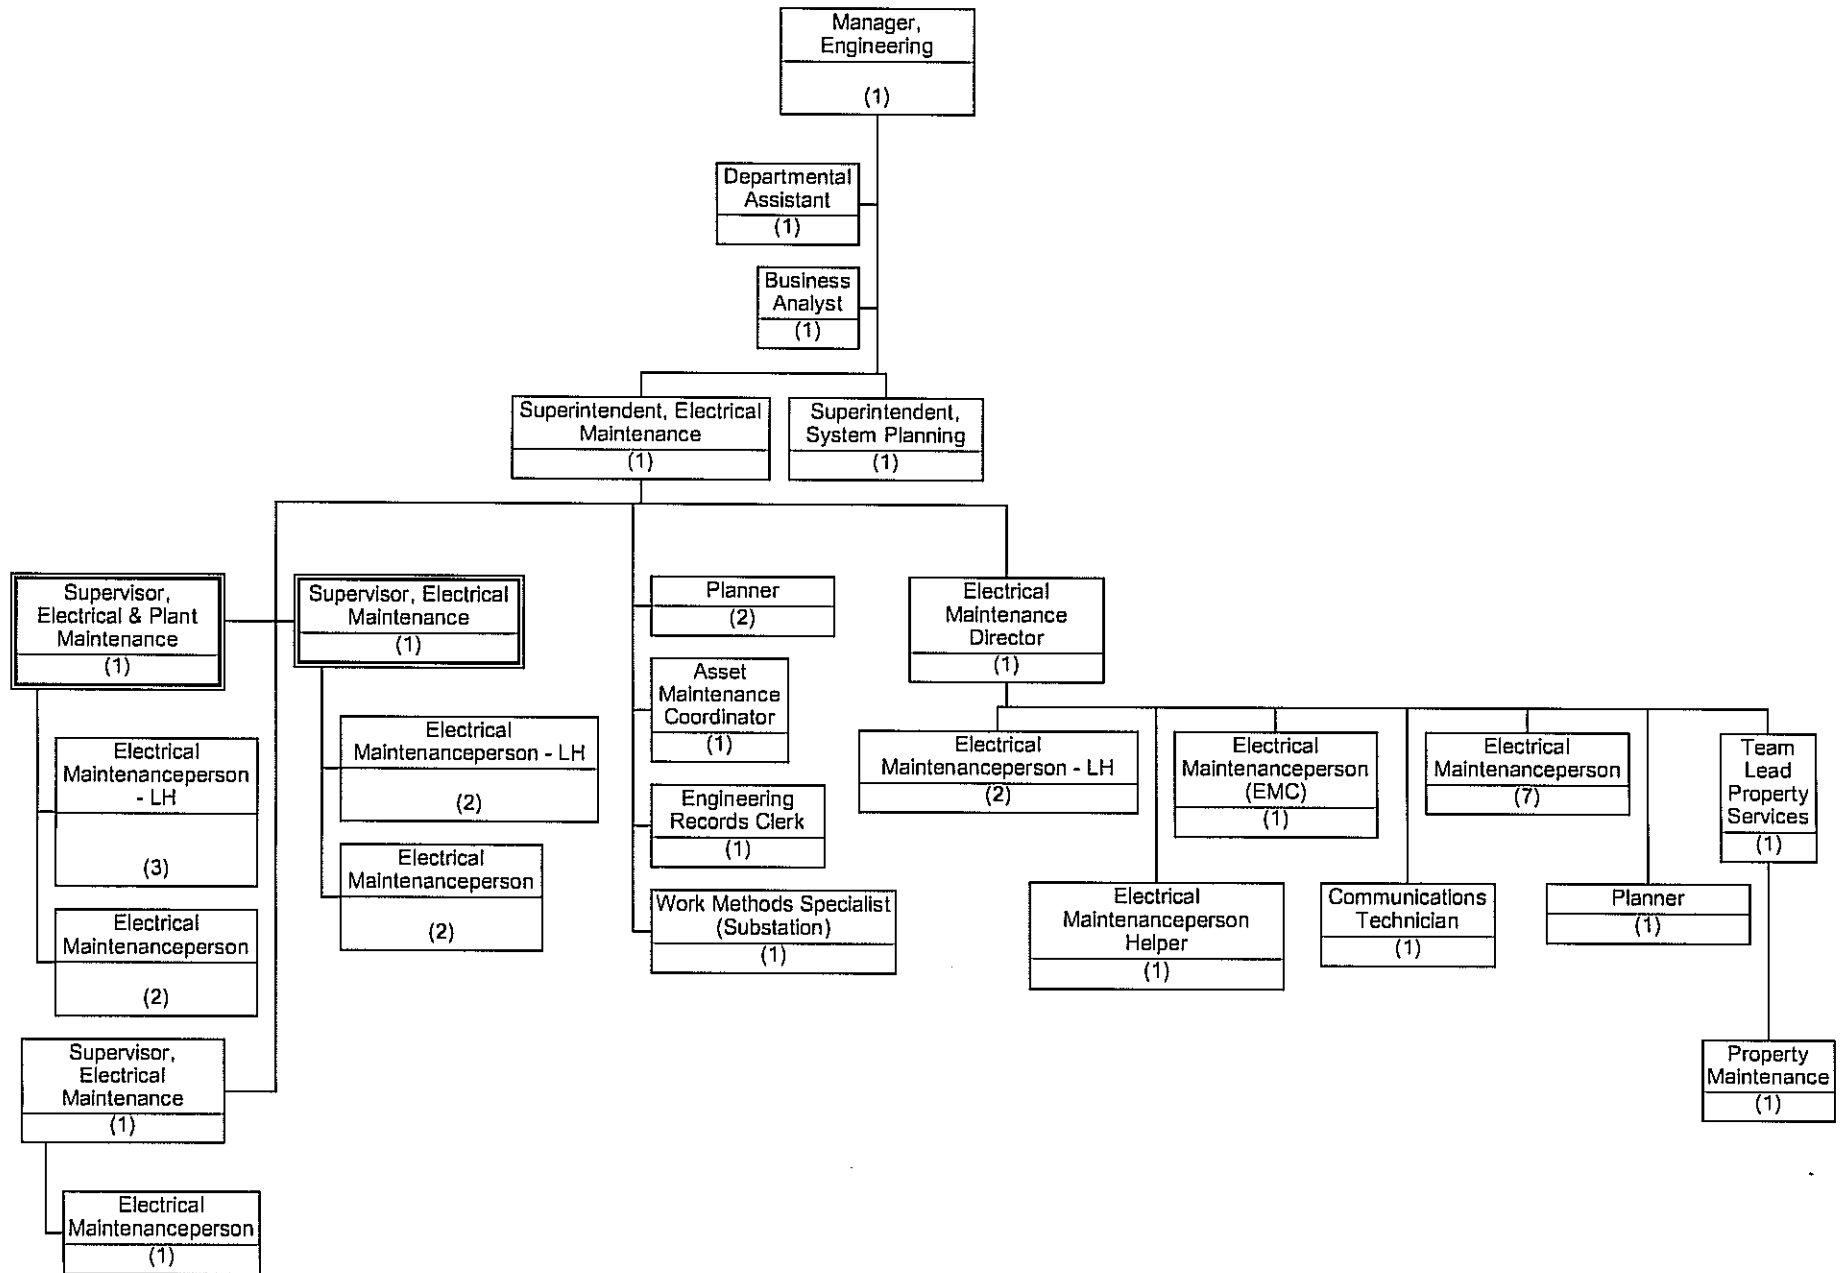 Manager,
Engineering
(1)
Departmental
Assistant
(1)
Business
Analyst
(1)
Superintendent, Electrical
Maintenance
(1)
Superintendent,
System Planning
(1)
Supervisor,
Electrical & Plant
Maintenance
(1)
Electrical
Maintenanceperson
- LH
(3)
Electrical
Maintenanceperson
(2)
Supervisor, Electrical
Maintenance
(1)
Electrical
Maintenanceperson - LH
(2)
Electrical
Maintenanceperson
(2)
Supervisor,
Electrical
Maintenance
(1)
Electrical
Maintenanceperson
(1)
Planner
(2)
Asset
Maintenance
Coordinator
(1)
Engineering
Records Clerk
(1)
Work Methods Specialist
(Substation)
(1)
Electrical
Maintenance
Director
(1)
Electrical
Maintenanceperson - LH
(2)
Electrical
Maintenanceperson
Helper
(1)
Electrical
Maintenanceperson
(EMC)
(1)
Communications
Technician
(1)
Electrical
Maintenanceperson
(7)
Planner
(1)
Team
Lead
Property
Services
(1)
Property
Maintenance
(1)